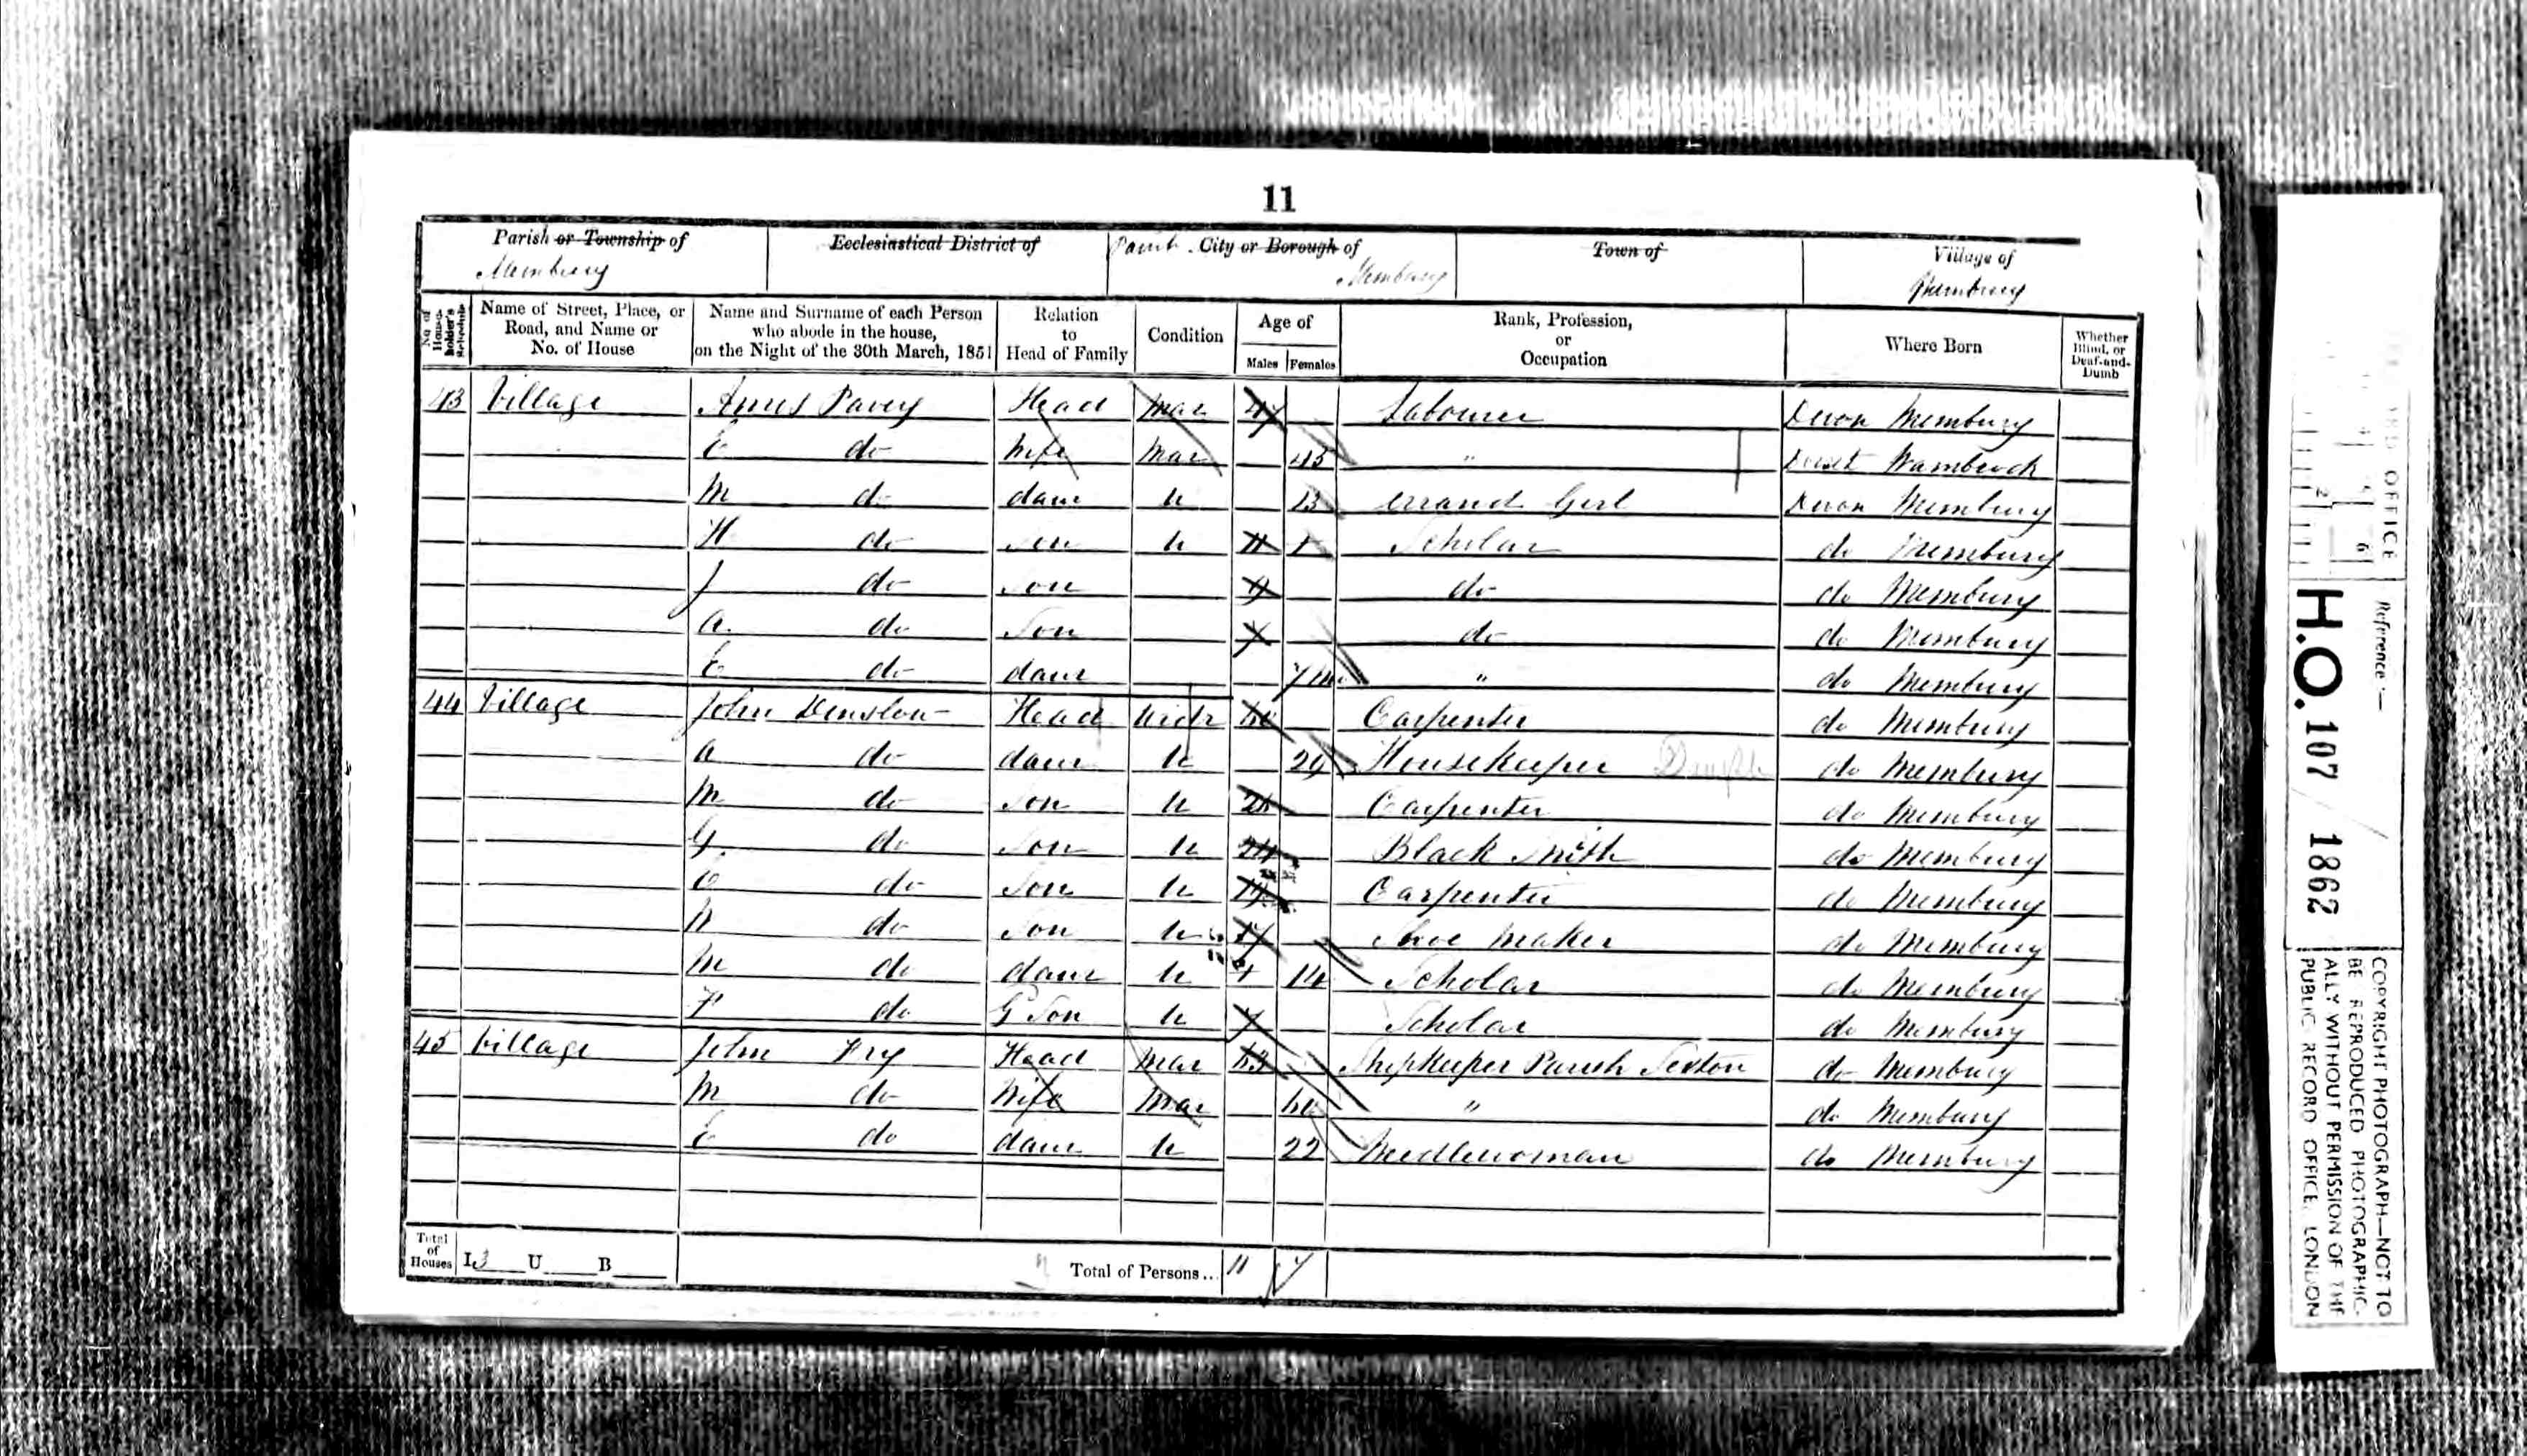 11
Parish or Township of Membury
Ecclesiastical District of
City or Borough of Membury
Town of
Village of Membury
No. of House-holder's Schedule
Name of Street, Place, or Road, and Name or No. of House
Name and Surname of each Person who abode in the house, on the Night of the 30th March, 1851
Relation to Head of Family
Condition
Age of
Males Females
Rank, Profession, or Occupation
Where Born
Whether Blind, or Deaf-and-Dumb
43 Village Amos Pavey Head Mar 47 Labourer Devon Membury
E do Wife Mar 45 " Dorset Wambrook
M do daur U 13 errand Girl Devon Membury
H do Son U 11 Scholar do Membury
J do Son 9 do do Membury
A. do Son do do Membury
E do daur 7 m " do Membury
44 Village John Denslow Head Widr 60 Carpenter do Membury
A do daur U 29 Housekeeper do Membury
M do Son U Carpenter do Membury
G. do Son U 24 Black Smith do Membury
C do Son U 19 Carpenter do Membury
W do Son U 17 Shoe maker do Membury
M do daur U 14 Scholar do Membury
F do G Son U 7 Scholar do Membury
45 Village John Fry Head Mar 63 Shopkeeper Parish Sexton do Membury
M do Wife Mar 60 " do Membury
E do daur U 22 Needlewoman do Membury
Total of Houses I 3 U B
Total of Persons... 11 7
RD OFFICE
Reference:—
H.O. 107 / 1862
COPYRIGHT PHOTOGRAPH—NOT TO
BE REPRODUCED PHOTOGRAPHIC-
ALLY WITHOUT PERMISSION OF THE
PUBLIC RECORD OFFICE, LONDON